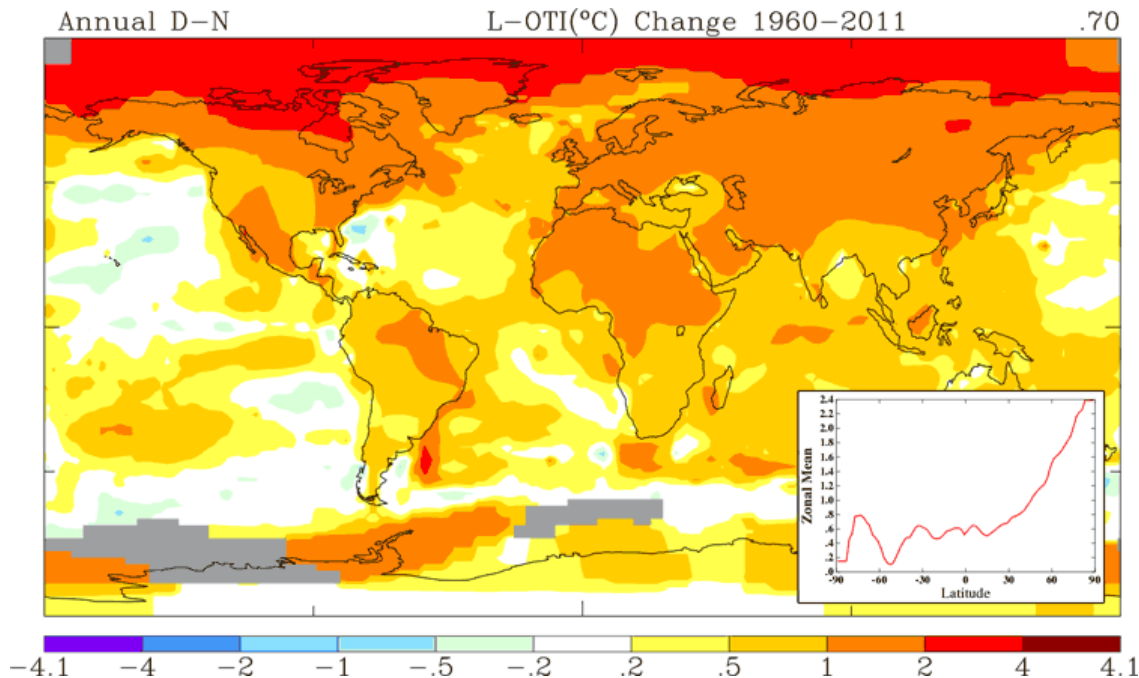 Annual D-N L-OTI(°C) Change 1960-2011 .70
2.4
2.2
2.0
1.8
1.6
1.4
1.2
1.0
.8
.6
.4
.2
.0
Zonal Mean
-90 -60 -30 0 30 60 90
Latitude
-4.1 -4 -2 -1 -.5 -.2 .2 .5 1 2 4 4.1